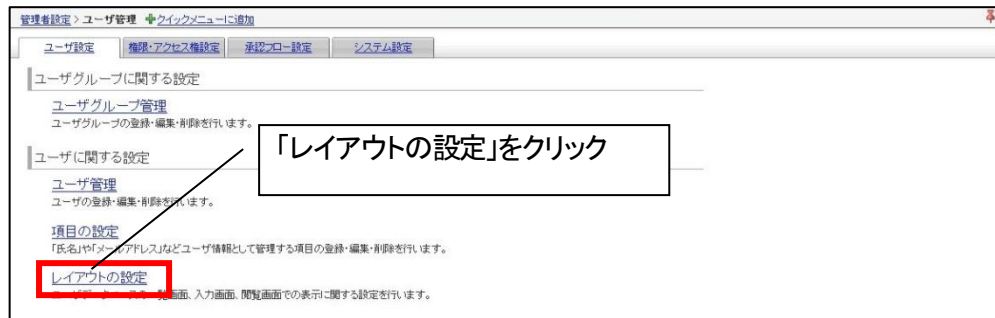 管理者設定 > ユーザ管理 クイックメニューに追加
ユーザ設定 権限・アクセス権設定 承認フロー設定 システム設定
ユーザグループに関する設定
ユーザグループ管理
ユーザグループの登録・編集・削除を行います。
「レイアウトの設定」をクリック
ユーザに関する設定
ユーザ管理
ユーザの登録・編集・削除を行います。
項目の設定
「氏名」や「メールアドレス」などユーザ情報として管理する項目の登録・編集・削除を行います。
レイアウトの設定
覧画面、入力画面、閲覧画面での表示に関する設定を行います。